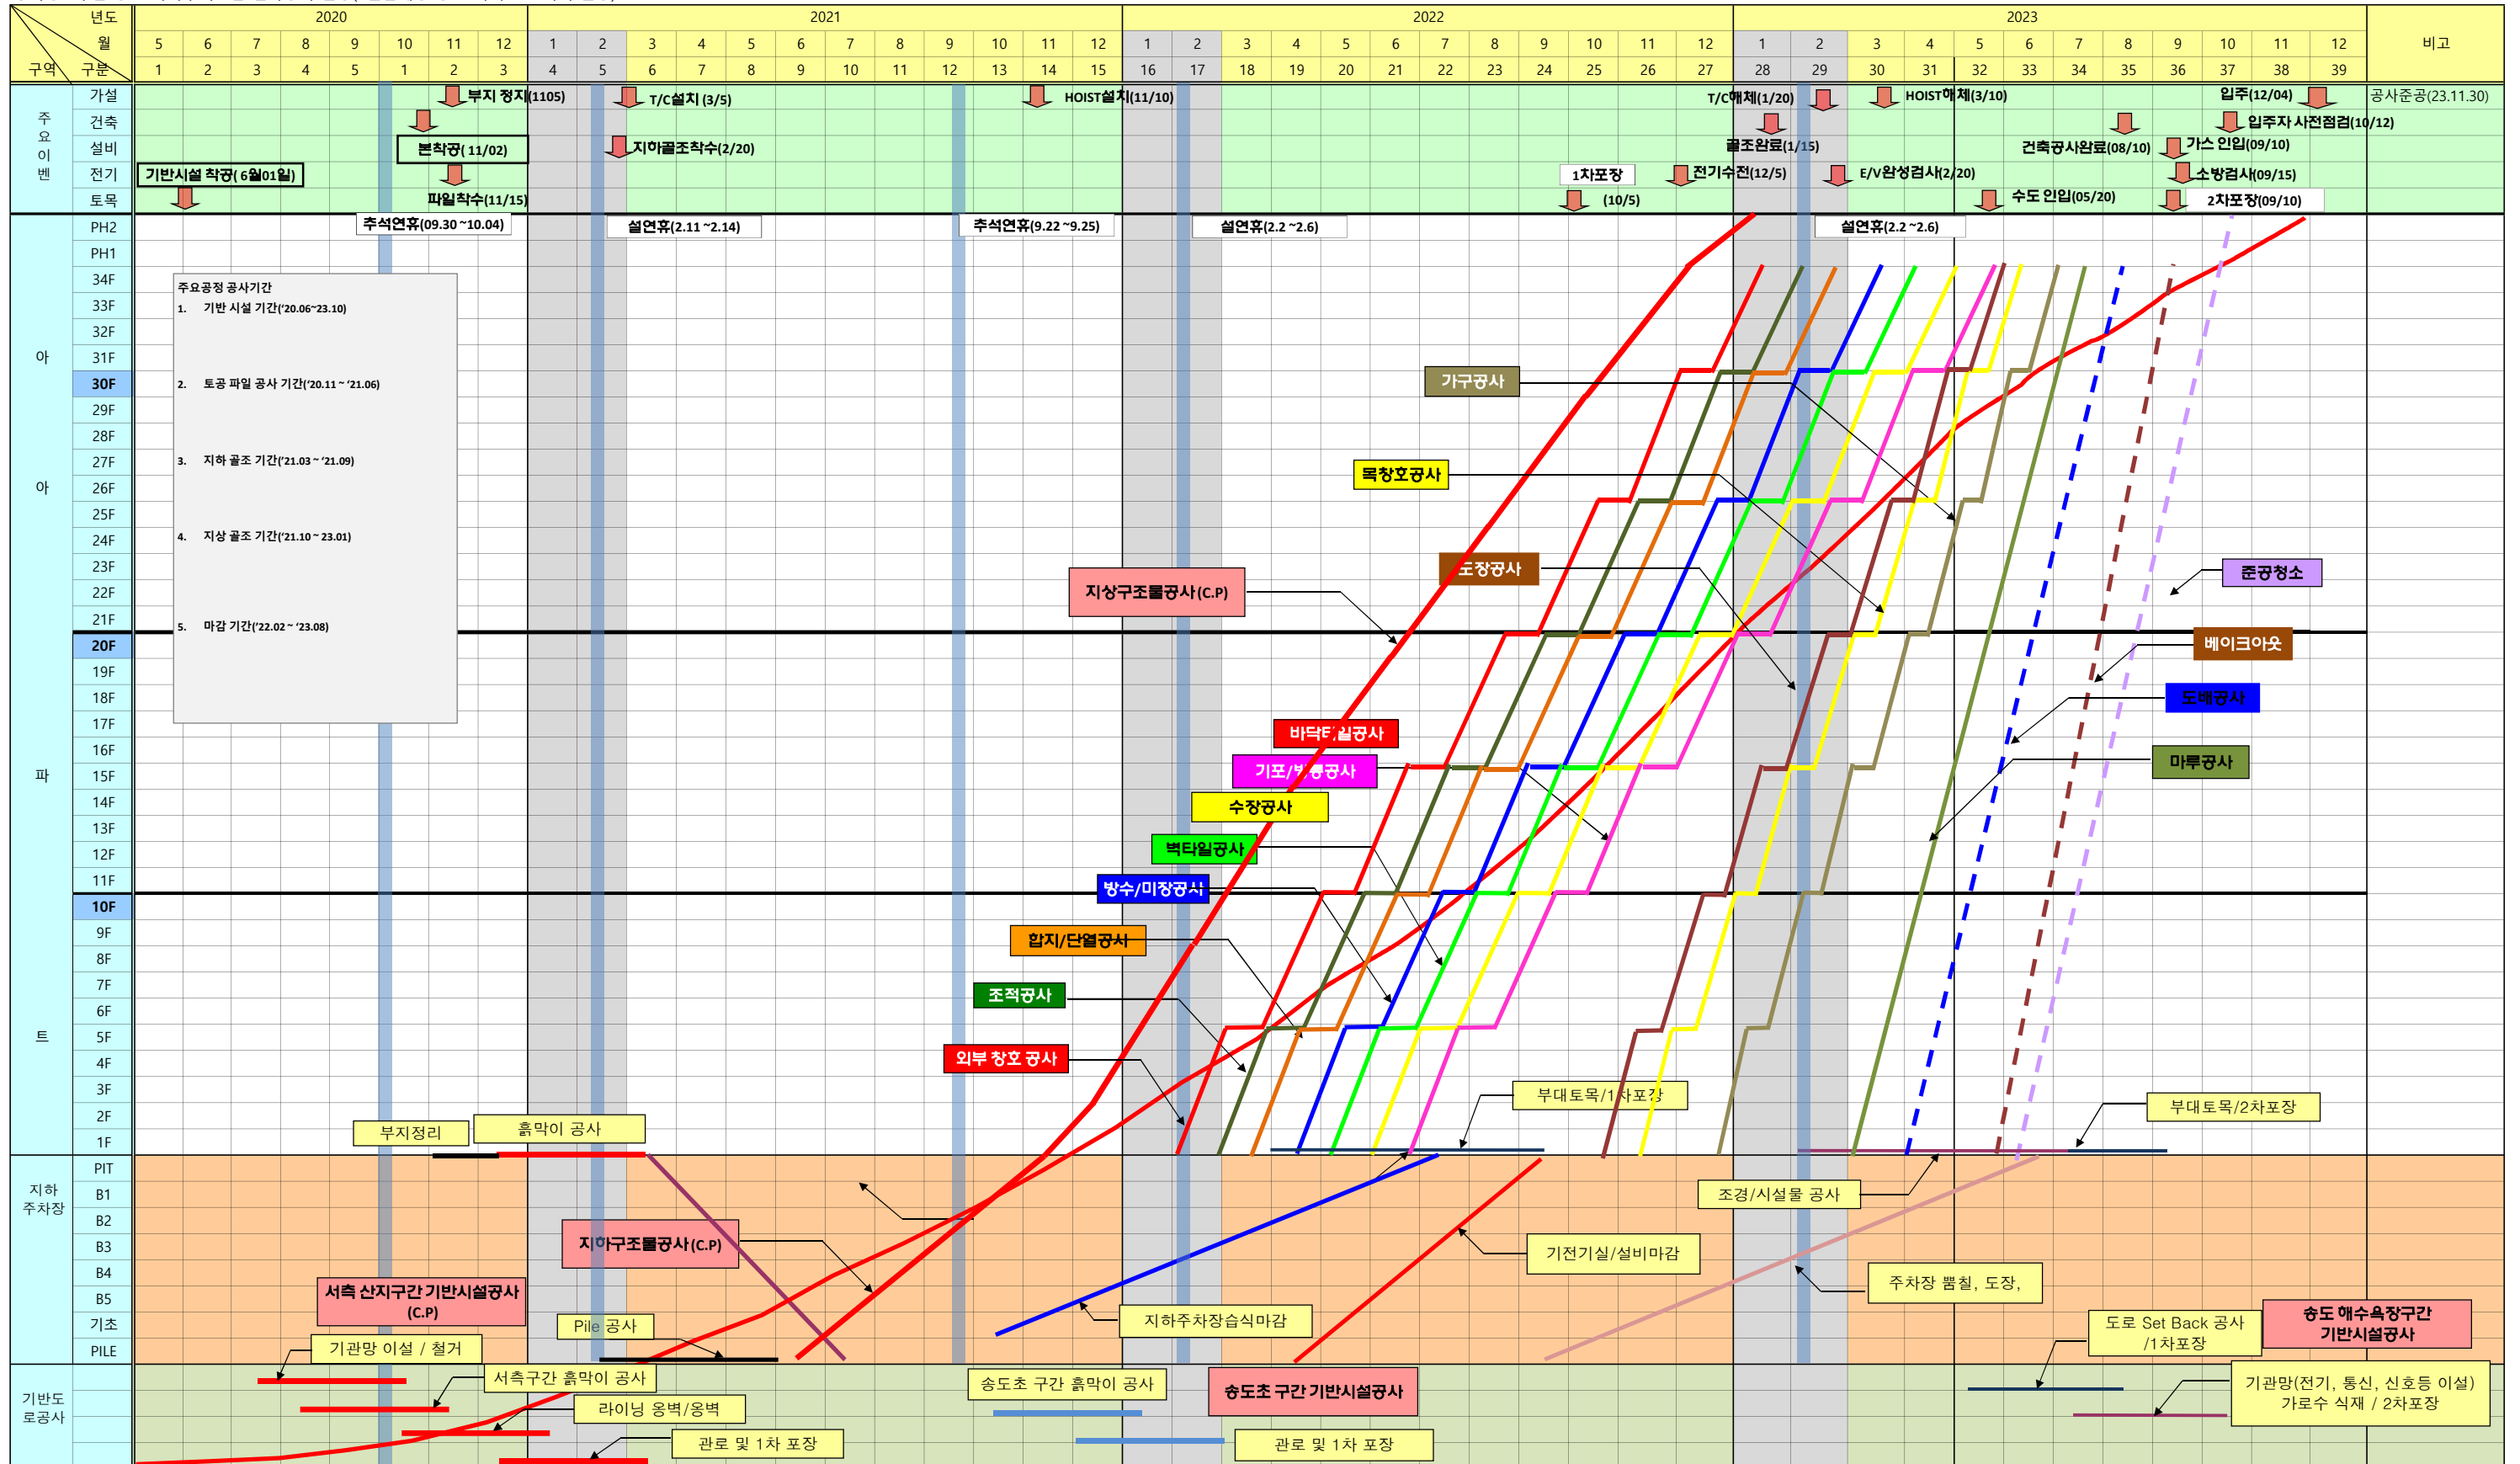 년도 2020 2021 2022 2023 비고
월 5 6 7 8 9 10 11 12 1 2 3 4 5 6 7 8 9 10 11 12 1 2 3 4 5 6 7 8 9 10 11 12 1 2 3 4 5 6 7 8 9 10 11 12
구역 구분 1 2 3 4 5 1 2 3 4 5 6 7 8 9 10 11 12 13 14 15 16 17 18 19 20 21 22 23 24 25 26 27 28 29 30 31 32 33 34 35 36 37 38 39
주요이벤
가설
건축
설비
전기
토목
부지 정지(1105)
T/C설치 (3/5)
HOIST설치(11/10)
T/C해체(1/20)
HOIST해체(3/10)
입주(12/04)
공사준공(23.11.30)
입주자 사전점검(10/12)
본착공( 11/02)
지하골조착수(2/20)
골조완료(1/15)
건축공사완료(08/10)
가스 인입(09/10)
기반시설 착공( 6월01일)
1차포장
전기수전(12/5)
E/V완성검사(2/20)
소방검사(09/15)
파일착수(11/15)
(10/5)
수도 인입(05/20)
2차포장(09/10)
추석연휴(09.30 ~10.04)
설연휴(2.11 ~2.14)
추석연휴(9.22 ~9.25)
설연휴(2.2 ~2.6)
설연휴(2.2 ~2.6)
아
아
파
트
PH2
PH1
34F
33F
32F
31F
30F
29F
28F
27F
26F
25F
24F
23F
22F
21F
20F
19F
18F
17F
16F
15F
14F
13F
12F
11F
10F
9F
8F
7F
6F
5F
4F
3F
2F
1F
주요공정 공사기간
1. 기반 시설 기간(‘20.06~23.10)
2. 토공 파일 공사 기간(‘20.11 ~ ‘21.06)
3. 지하 골조 기간(’21.03 ~ ‘21.09)
4. 지상 골조 기간(‘21.10 ~ 23.01)
5. 마감 기간(’22.02 ~ ‘23.08)
가구공사
목창호공사
도장공사
지상구조물공사 (C.P)
준공청소
베이크아웃
도배공사
바닥타일공사
마루공사
기포/방통공사
수장공사
벽타일공사
방수/미장공사
합지/단열공사
조적공사
외부 창호 공사
부대토목/1차포장
부대토목/2차포장
부지정리
흙막이 공사
지하
주차장
PIT
B1
B2
B3
B4
B5
기초
PILE
조경/시설물 공사
지하구조물공사 (C.P)
기전기실/설비마감
주차장 뿜칠, 도장,
서측 산지구간 기반시설공사
(C.P)
Pile 공사
지하주차장습식마감
도로 Set Back 공사
/1차포장
송도 해수욕장구간
기반시설공사
기관망 이설 / 철거
기반도
로공사
서측구간 흙막이 공사
송도초 구간 흙막이 공사
송도초 구간 기반시설공사
기관망(전기, 통신, 신호등 이설)
가로수 식재 / 2차포장
라이닝 옹벽/옹벽
관로 및 1차 포장
관로 및 1차 포장